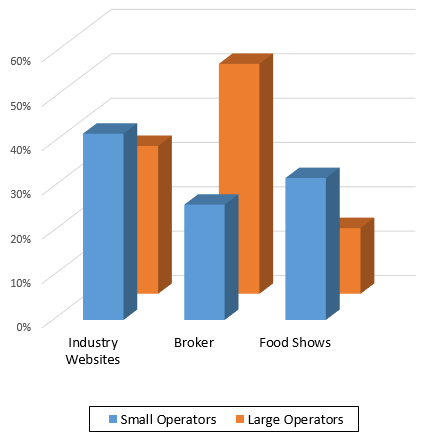 60%
50%
40%
30%
20%
10%
0%
Industry
Websites
Broker
Food Shows
Small Operators
Large Operators